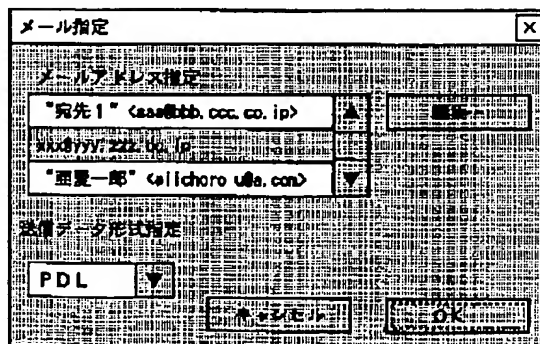 メール指定
メールアドレス指定
"宛先1" <aaa@bbb.ccc.co.jp>
xxx@yyy.zzz.co.jp
"亜愛一郎" <aiichoro u@a.com>
送信データ形式指定
PDL
キャンセル
OK